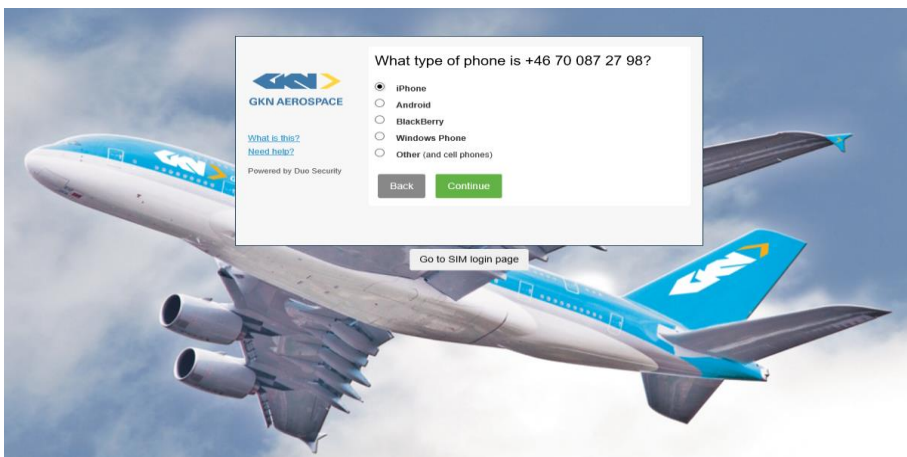 GKN
GKN AEROSPACE
What is this?
Need help?
Powered by Duo Security
What type of phone is +46 70 087 27 98?
iPhone
Android
BlackBerry
Windows Phone
Other (and cell phones)
Back
Continue
Go to SIM login page
GKN
GKN